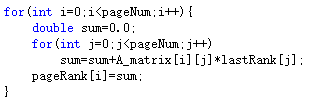 for(int i=0;i<pageNum;i++){
    double sum=0.0;
    for(int j=0;j<pageNum;j++)
        sum=sum+A_matrix[i][j]*lastRank[j];
    pageRank[i]=sum;
}